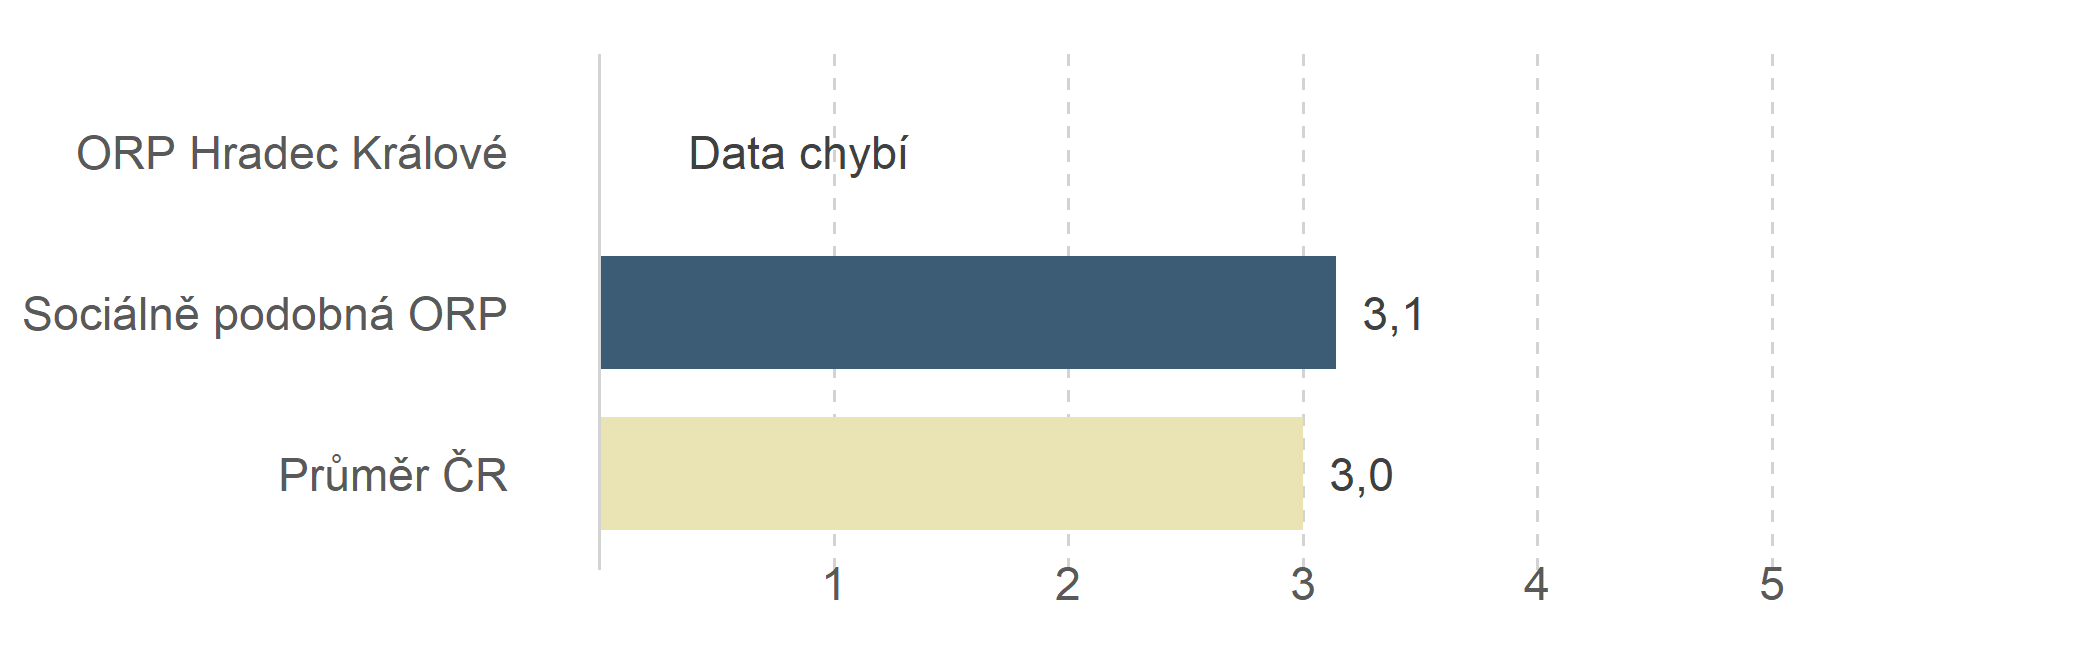 ORP Hradec Králové
Data chybí
Sociálně podobná ORP
3,1
Průměr ČR
3,0
1 2 3 4 5